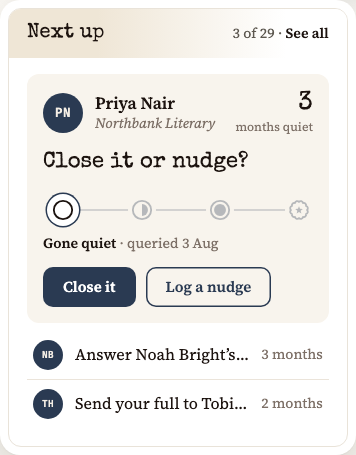 Next up
3 of 29 · See all
PN
Priya Nair
Northbank Literary
3
months quiet
Close it or nudge?
Gone quiet · queried 3 Aug
Close it
Log a nudge
NB
Answer Noah Bright's...
3 months
TH
Send your full to Tobi...
2 months